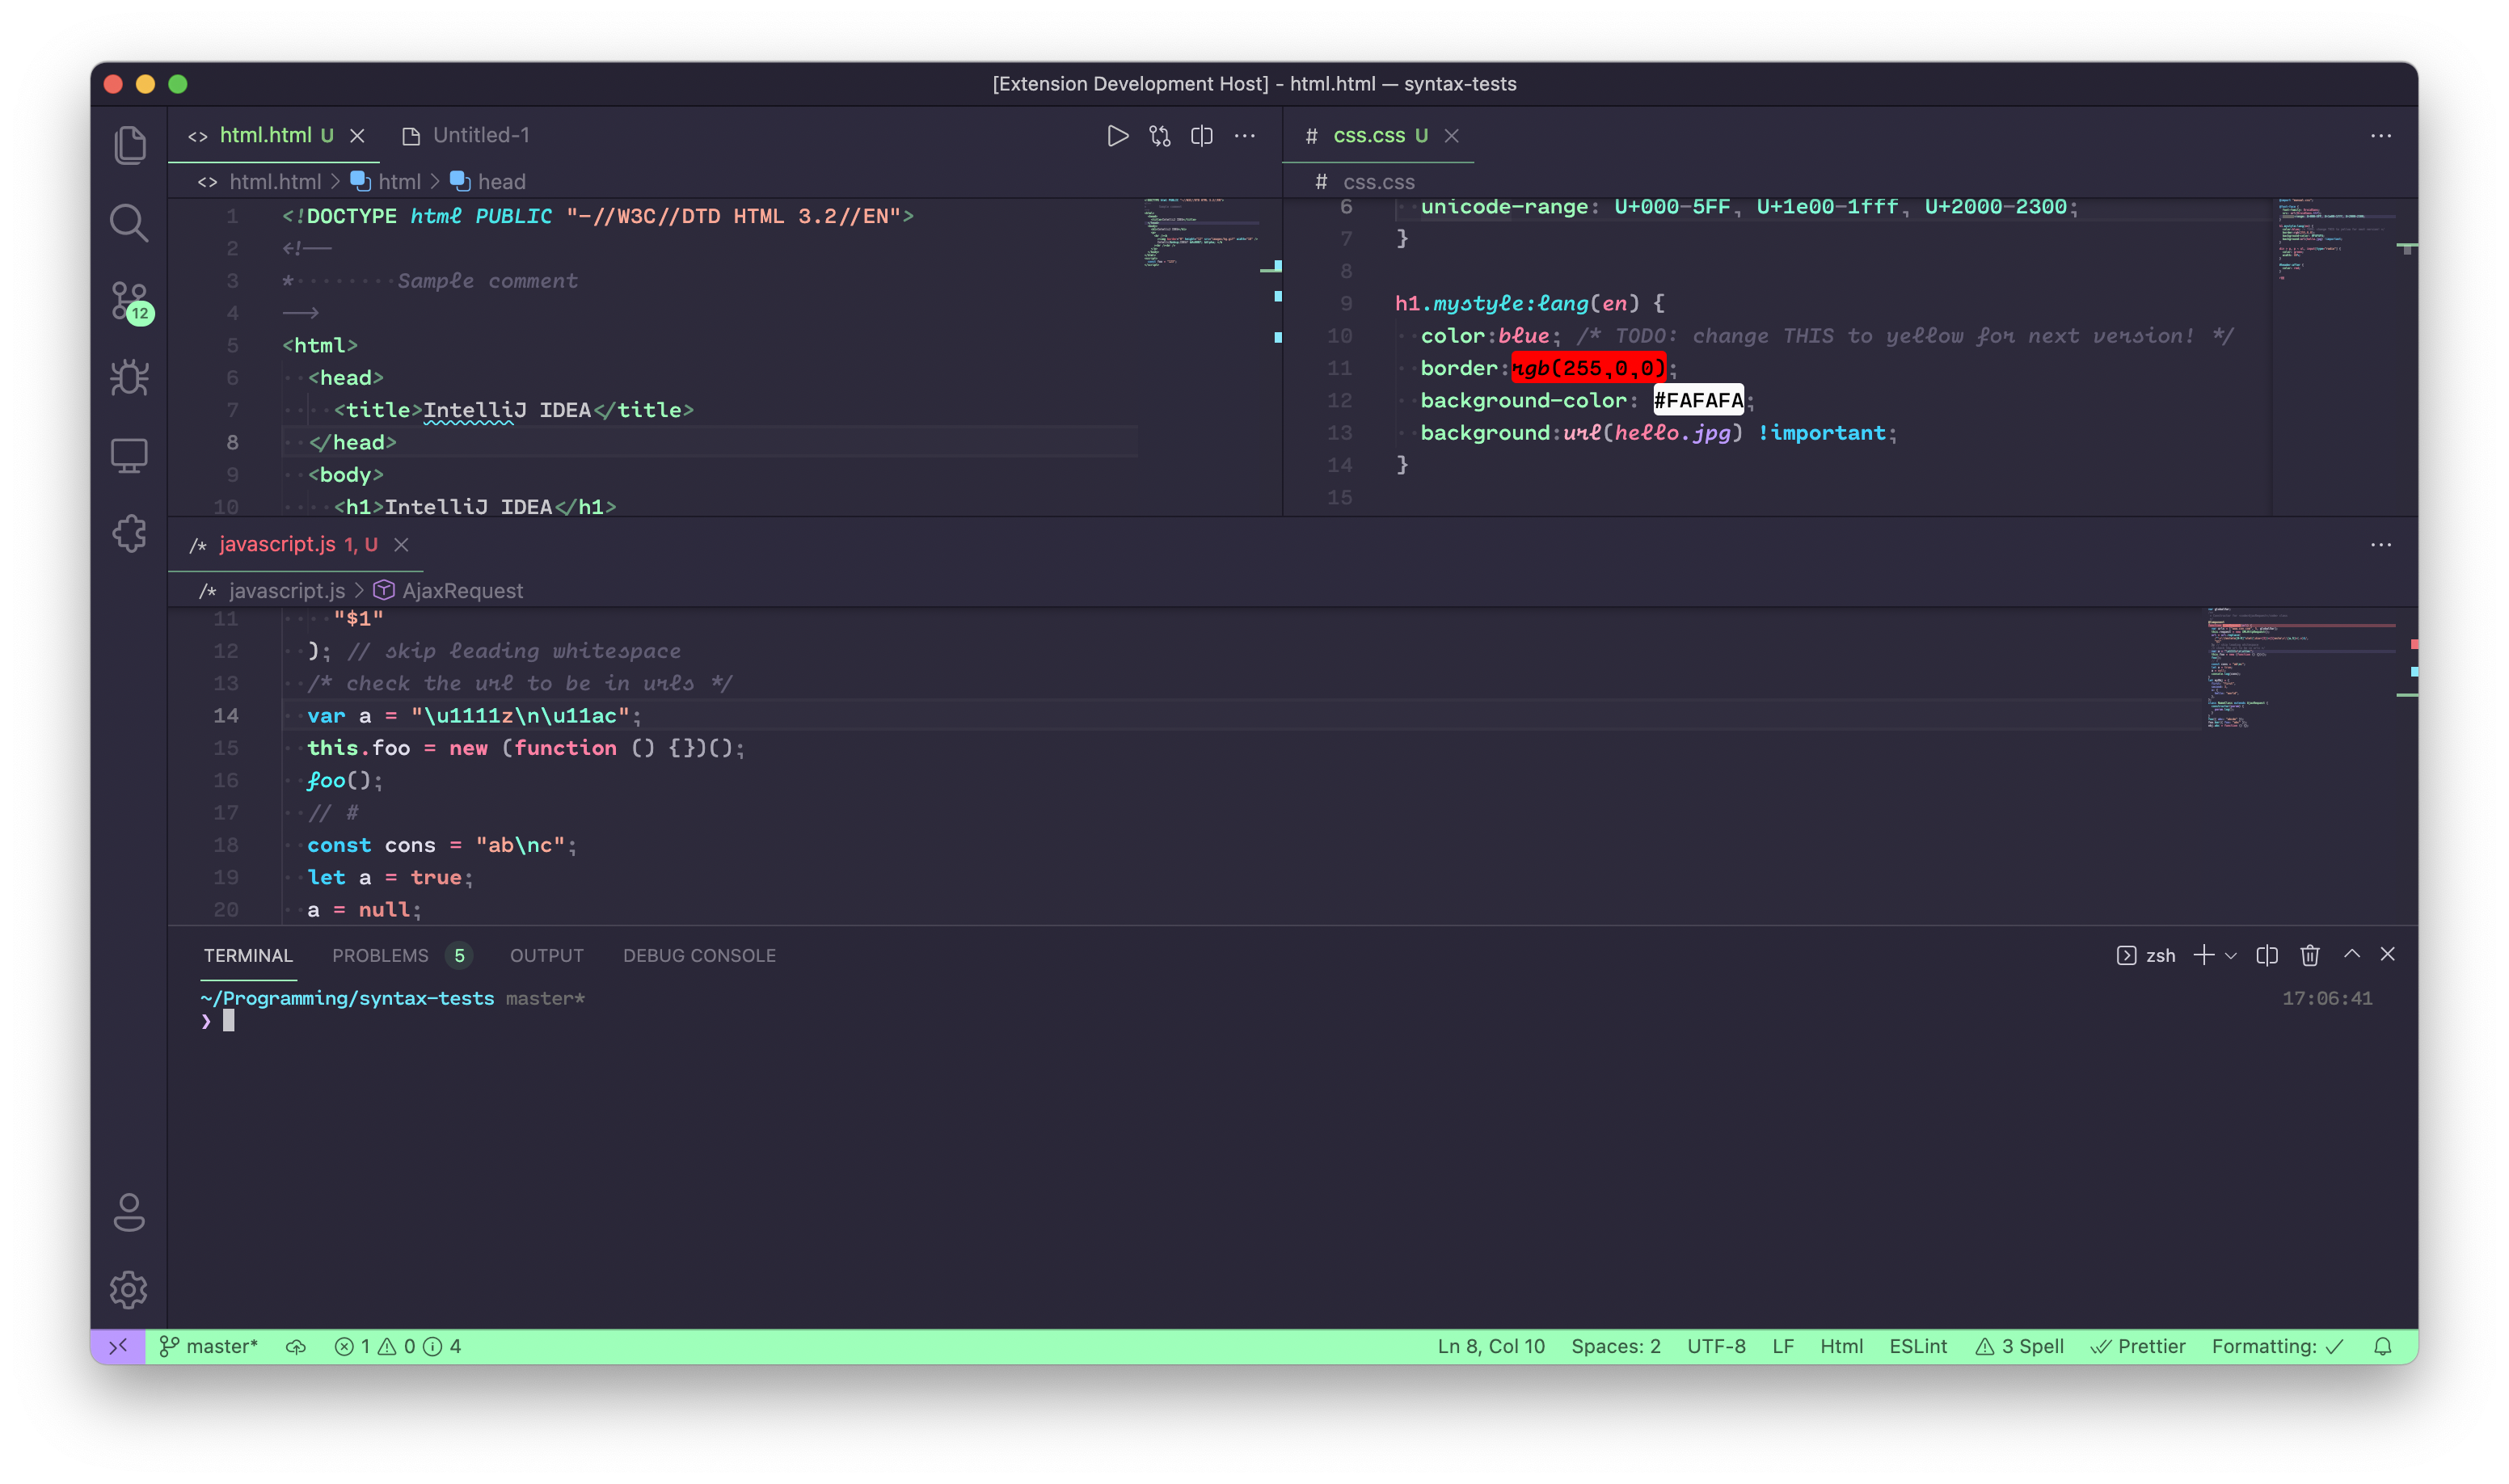 [Extension Development Host] - html.html — syntax-tests
<> html.html U
Untitled-1
<> html.html > html > head
1 <!DOCTYPE html PUBLIC "-//W3C//DTD HTML 3.2//EN">
2 <!--
3 *········Sample comment
4 -->
5 <html>
6 ··<head>
7 ····<title>IntelliJ IDEA</title>
8 ··</head>
9 ··<body>
10 ····<h1>IntelliJ IDEA</h1>
# css.css U
# css.css
6 ··unicode-range: U+000-5FF, U+1e00-1fff, U+2000-2300;
7 }
8
9 h1.mystyle:lang(en) {
10 ··color:blue; /* TODO: change THIS to yellow for next version! */
11 ··border:rgb(255,0,0);
12 ··background-color: #FAFAFA;
13 ··background:url(hello.jpg) !important;
14 }
15
12
/* javascript.js 1, U
/* javascript.js > AjaxRequest
11 ····"$1"
12 ··); // skip leading whitespace
13 ··/* check the url to be in urls */
14 ··var a = "\u1111z\n\u11ac";
15 ··this.foo = new (function () {})();
16 ··foo();
17 ··// #
18 ··const cons = "ab\nc";
19 ··let a = true;
20 ··a = null;
TERMINAL PROBLEMS 5 OUTPUT DEBUG CONSOLE
zsh
~/Programming/syntax-tests master* 17:06:41
❯
master* 1 0 4 Ln 8, Col 10 Spaces: 2 UTF-8 LF Html ESLint 3 Spell Prettier Formatting: ✓